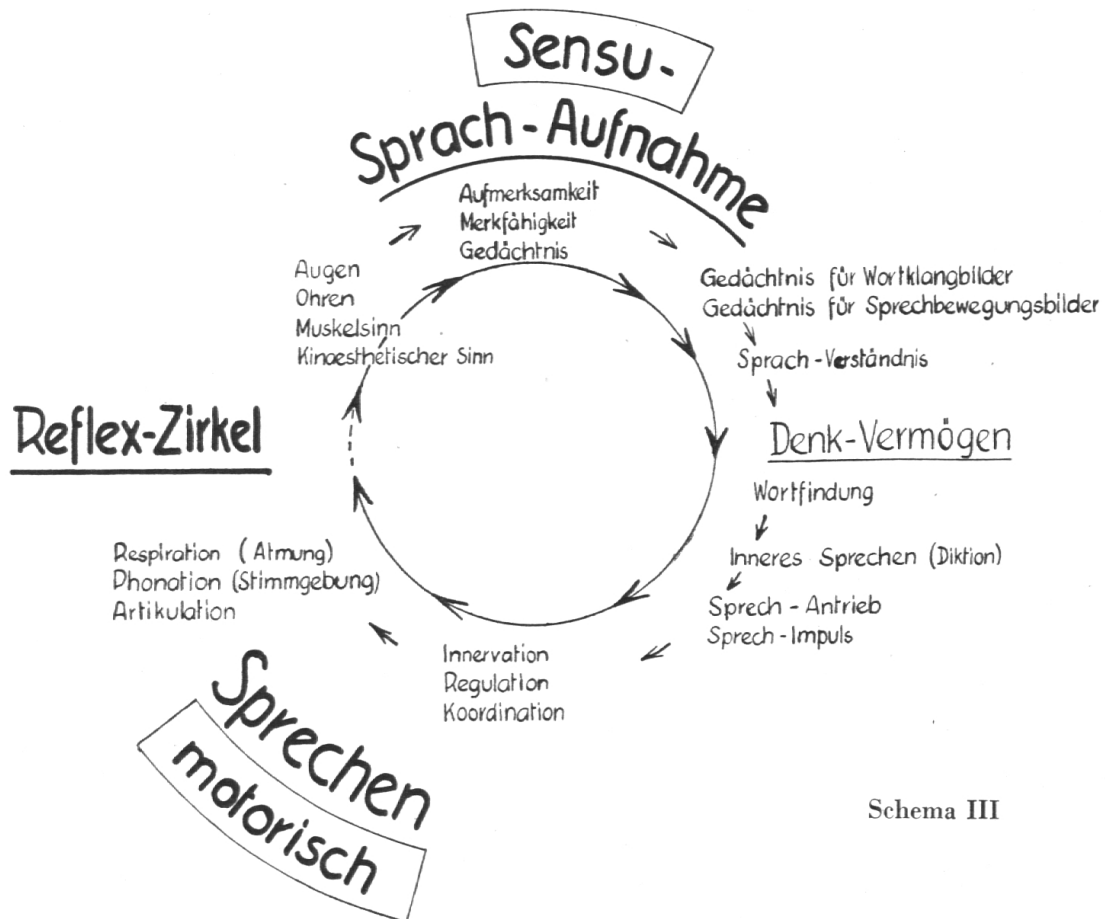 Sensu-
Sprach-Aufnahme
Aufmerksamkeit
Merkfähigkeit
Gedächtnis
Augen
Ohren
Muskelsinn
Kinaesthetischer Sinn
Gedächtnis für Wortklangbilder
Gedächtnis für Sprechbewegungsbilder
Sprach-Verständnis
Reflex-Zirkel
Denk-Vermögen
Wortfindung
Inneres Sprechen (Diktion)
Sprech-Antrieb
Sprech-Impuls
Respiration (Atmung)
Phonation (Stimmgebung)
Artikulation
Innervation
Regulation
Koordination
Sprechen
motorisch
Schema III